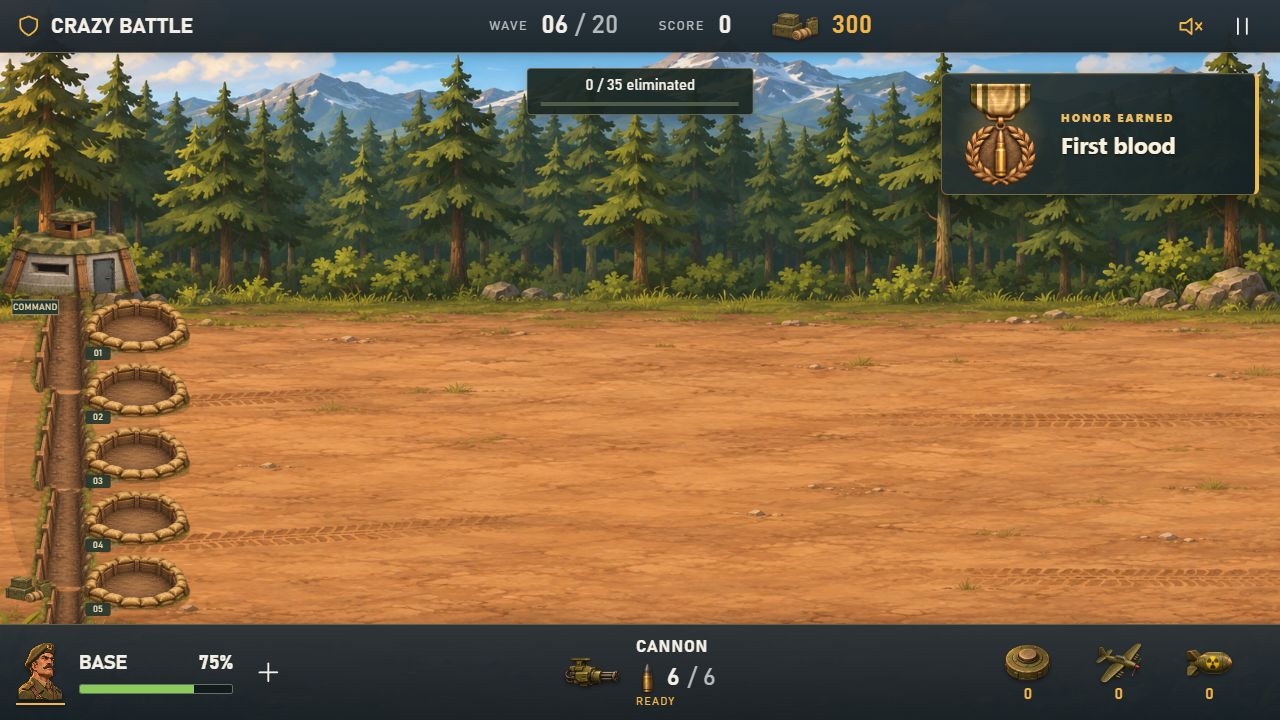 CRAZY BATTLE
WAVE 06 / 20
SCORE 0
300
0 / 35 eliminated
HONOR EARNED
First blood
COMMAND
01
02
03
04
05
BASE 75%
+
CANNON
6 / 6
READY
0
0
0